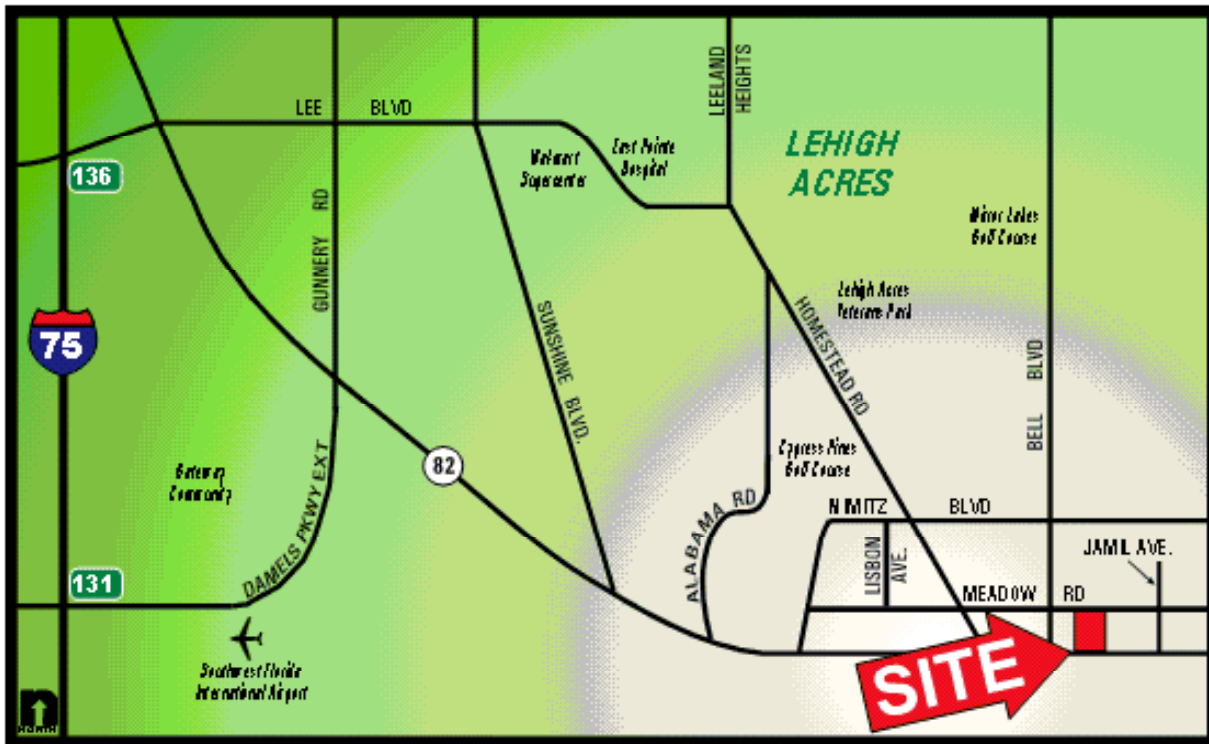 LEE BLVD
LEELAND
HEIGHTS
Walmart
Supercenter
East Pointe
Hospital
LEHIGH
ACRES
136
GUNNERY RD
Mirror Lakes
Golf Course
75
SUNSHINE BLVD.
HOMESTEAD RD
Lehigh Acres
Veterans Park
BELL BLVD
82
Gateway
Community
Cypress Pines
Golf Course
DAMELS PKWY EXT
ALABAMA RD
NIMITZ BLVD
LISBON
AVE.
JAMIL AVE.
131
MEADOW RD
Southwest Florida
International Airport
SITE
n
NORTH